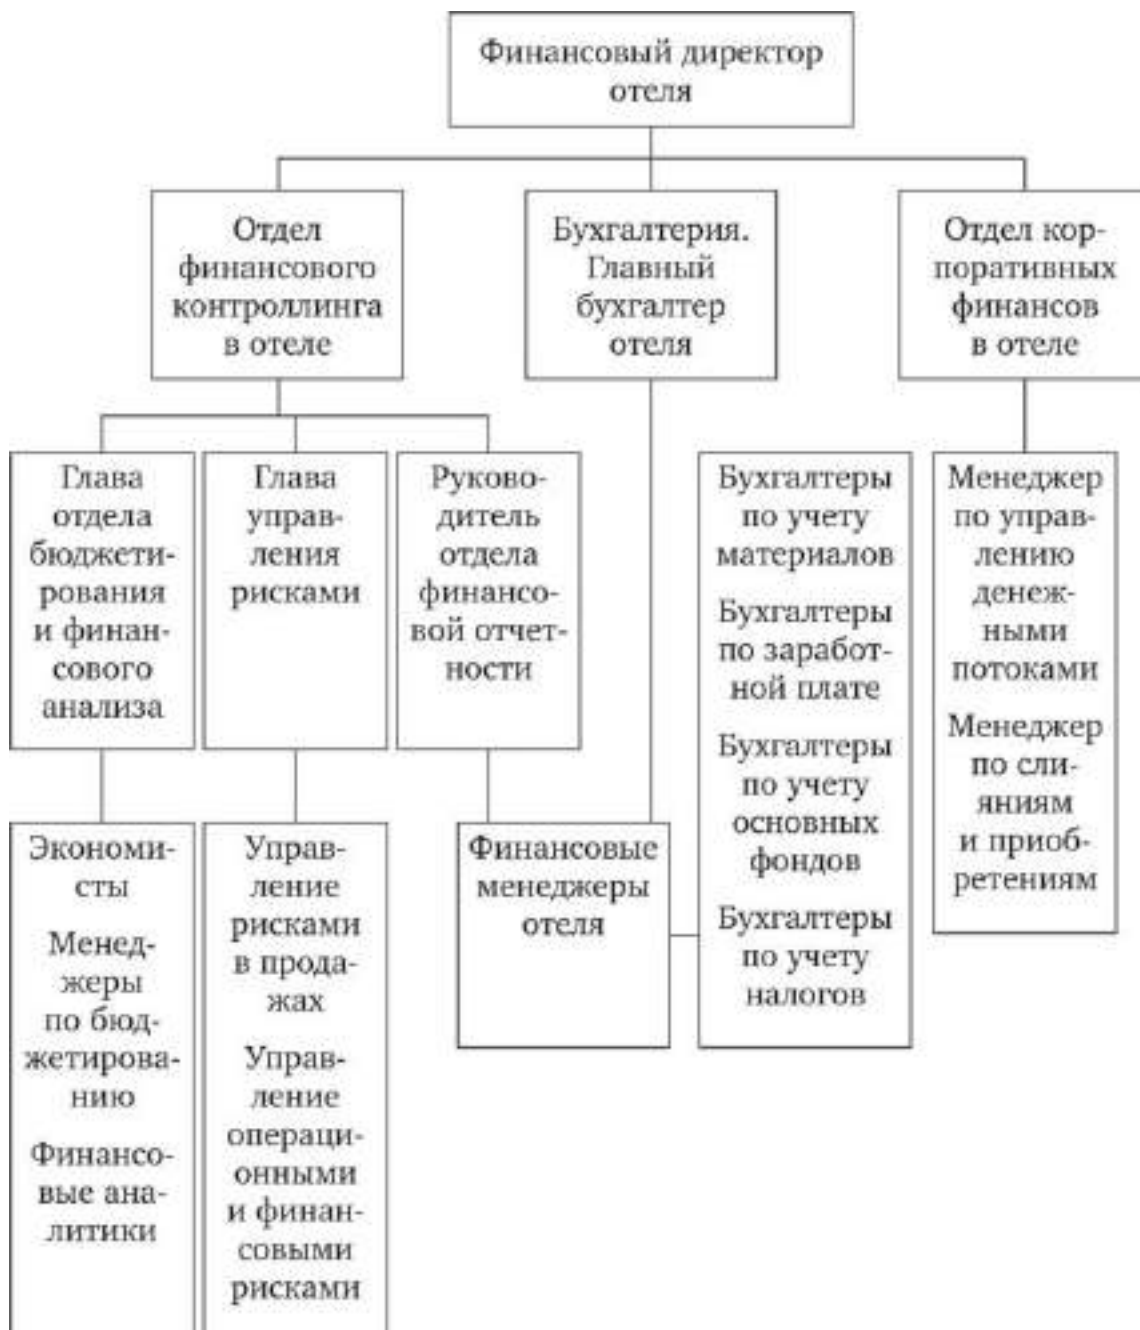 Финансовый директор
отеля
Отдел
финансового
контроллинга
в отеле
Бухгалтерия.
Главный
бухгалтер
отеля
Отдел кор-
поративных
финансов
в отеле
Глава
отдела
бюджети-
рования
и финан-
сового
анализа
Глава
управ-
ления
рисками
Руково-
дитель
отдела
финансо-
вой отчет-
ности
Бухгалтеры
по учету
материалов
Бухгалтеры
по заработ-
ной плате
Бухгалтеры
по учету
основных
фондов
Бухгалтеры
по учету
налогов
Менеджер
по управ-
лению
денеж-
ными
потоками
Менеджер
по сли-
яниям
и приоб-
ретениям
Экономи-
сты
Менед-
жеры
по бюд-
жетирова-
нию
Финансо-
вые ана-
литики
Управ-
ление
рисками
в прода-
жах
Управ-
ление
операци-
онными
и финан-
совыми
рисками
Финансовые
менеджеры
отеля